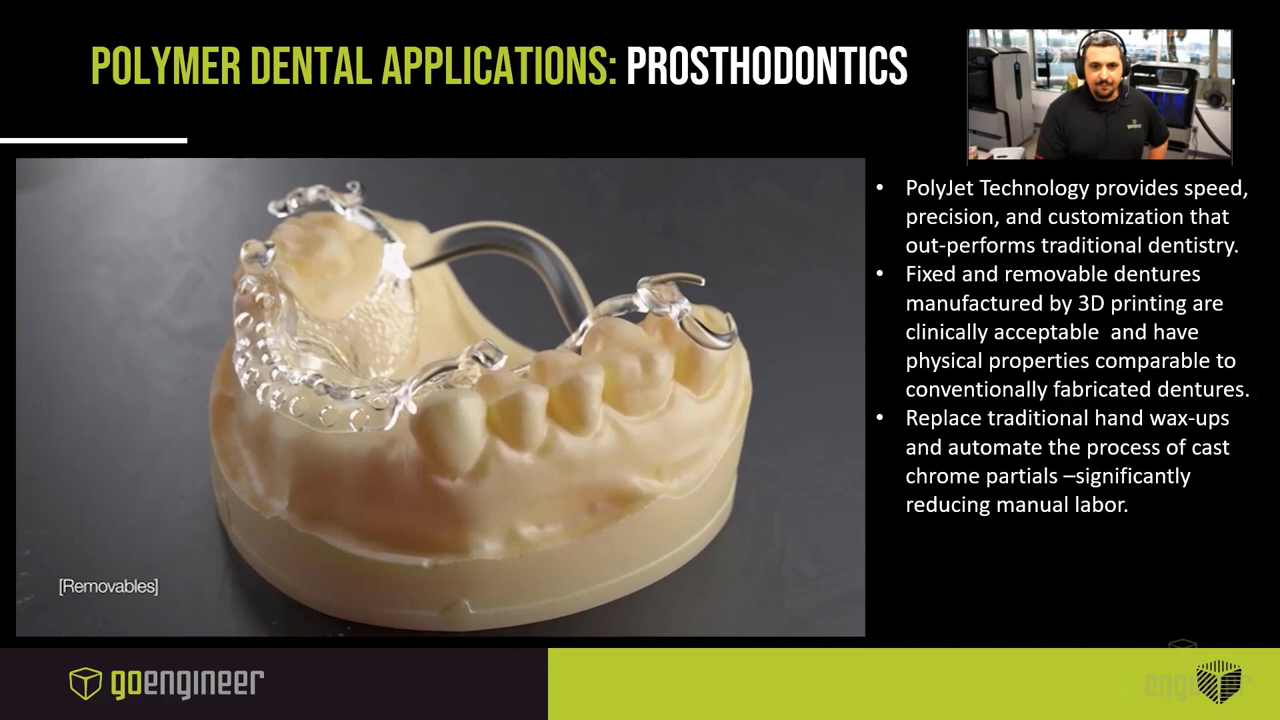 POLYMER DENTAL APPLICATIONS: PROSTHODONTICS
• PolyJet Technology provides speed,
precision, and customization that
out-performs traditional dentistry.
• Fixed and removable dentures
manufactured by 3D printing are
clinically acceptable  and have
physical properties comparable to
conventionally fabricated dentures.
• Replace traditional hand wax-ups
and automate the process of cast
chrome partials –significantly
reducing manual labor.
[Removables]
goengineer